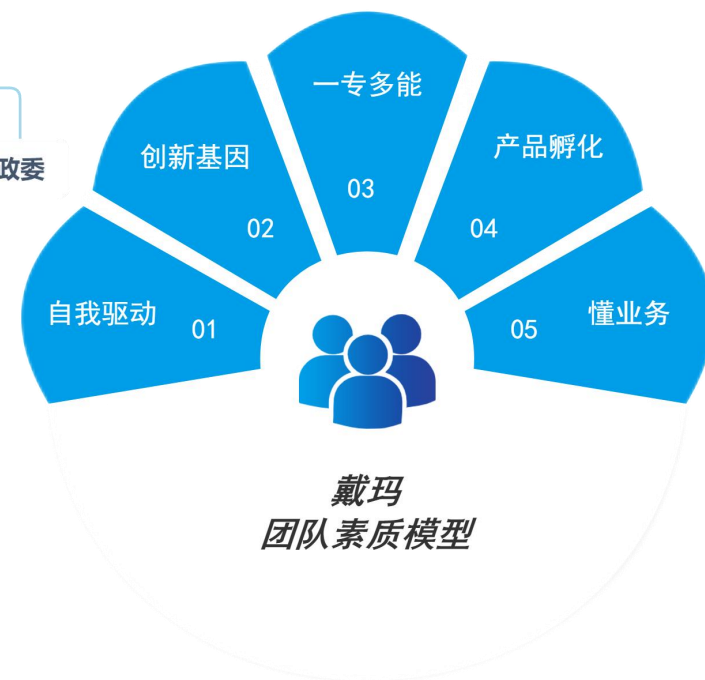 政委
自我驱动
01
创新基因
02
一专多能
03
产品孵化
04
05
懂业务
戴玛
团队素质模型